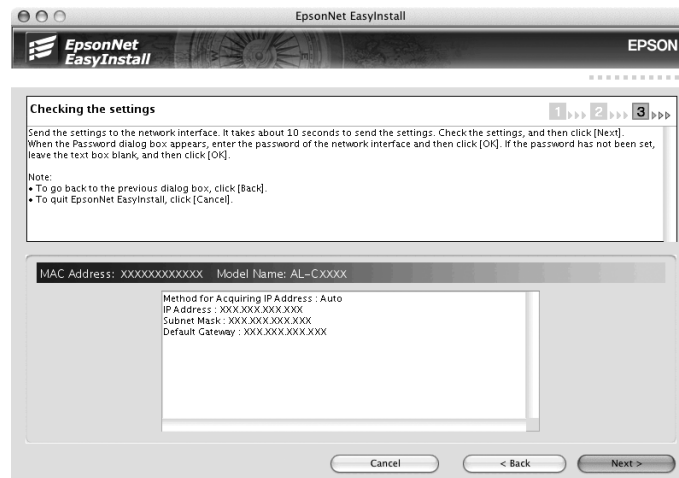 EpsonNet EasyInstall
EpsonNet
EasyInstall
EPSON
Checking the settings
1 2 3
Send the settings to the network interface. It takes about 10 seconds to send the settings. Check the settings, and then click [Next].
When the Password dialog box appears, enter the password of the network interface and then click [OK]. If the password has not been set,
leave the text box blank, and then click [OK].
Note:
• To go back to the previous dialog box, click [Back].
• To quit EpsonNet EasyInstall, click [Cancel].
MAC Address: XXXXXXXXXXXX Model Name: AL-CXXXX
Method for Acquiring IP Address : Auto
IP Address : XXX.XXX.XXX.XXX
Subnet Mask : XXX.XXX.XXX.XXX
Default Gateway : XXX.XXX.XXX.XXX
Cancel < Back Next >